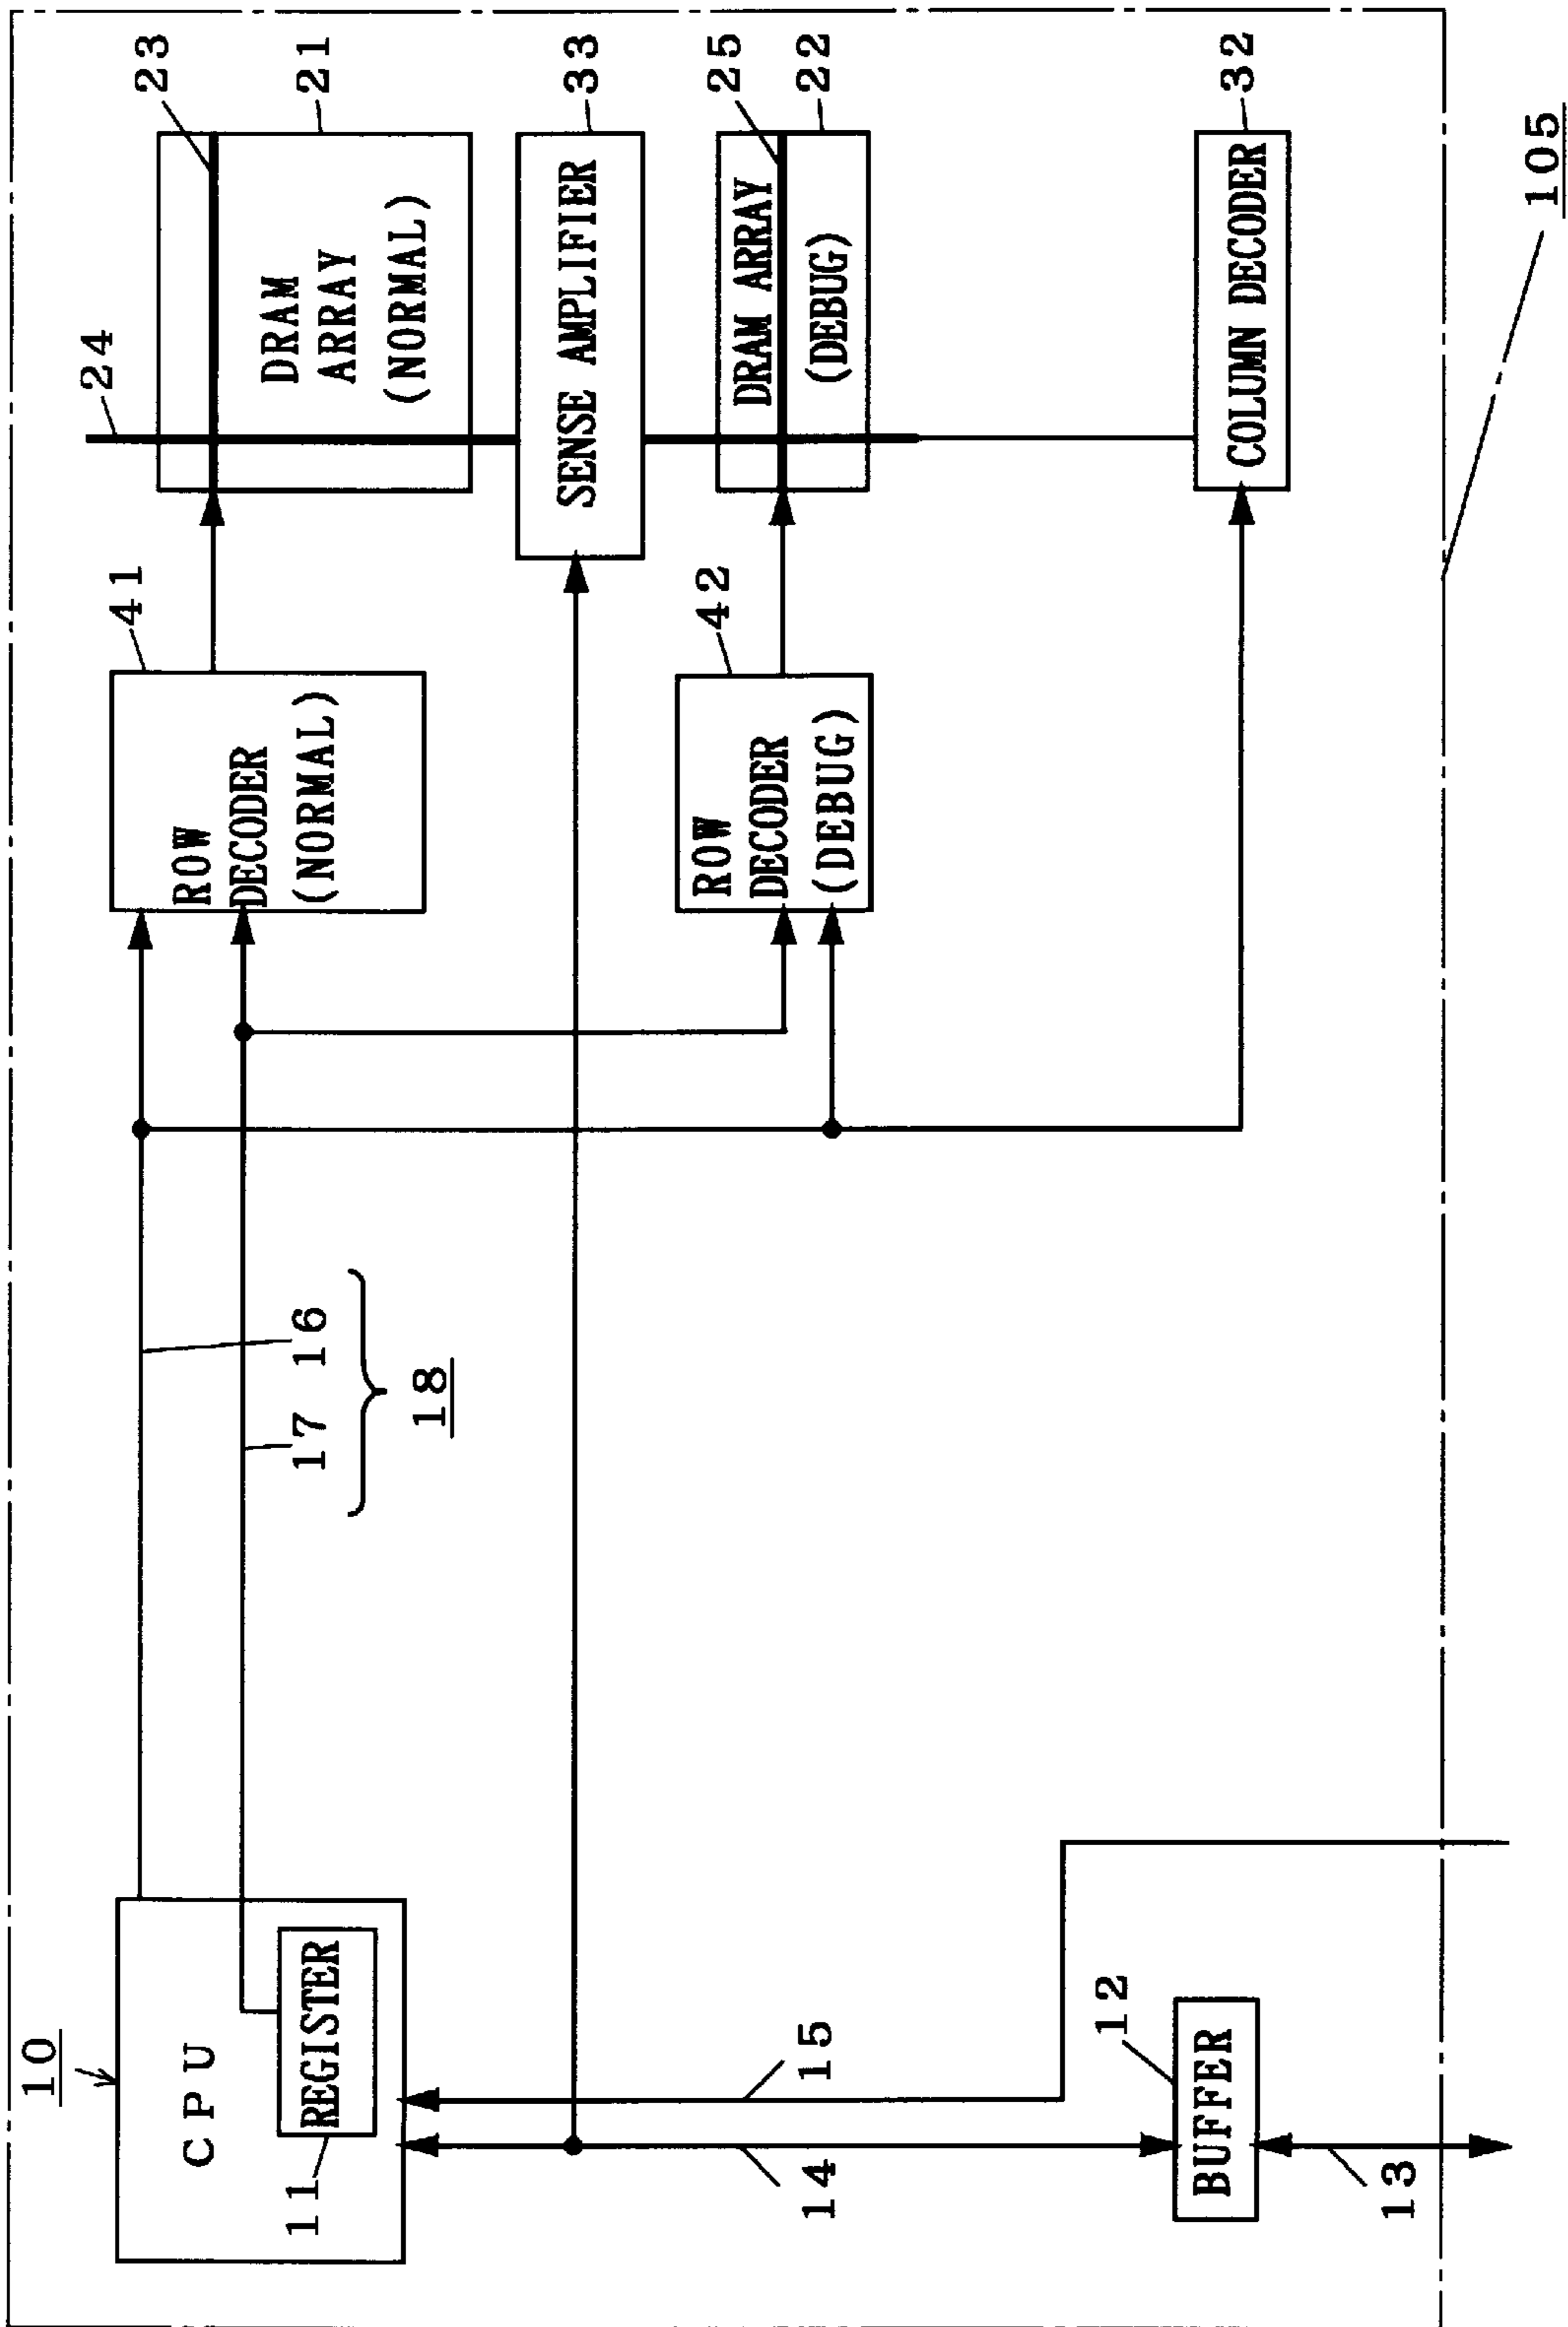 10
CPU
REGISTER
11
15
14
12
BUFFER
13
16
17
18
41
ROW
DECODER
(NORMAL)
42
ROW
DECODER
(DEBUG)
24
23
21
DRAM
ARRAY
(NORMAL)
33
SENSE AMPLIFIER
25
22
DRAM ARRAY
(DEBUG)
32
COLUMN DECODER
105